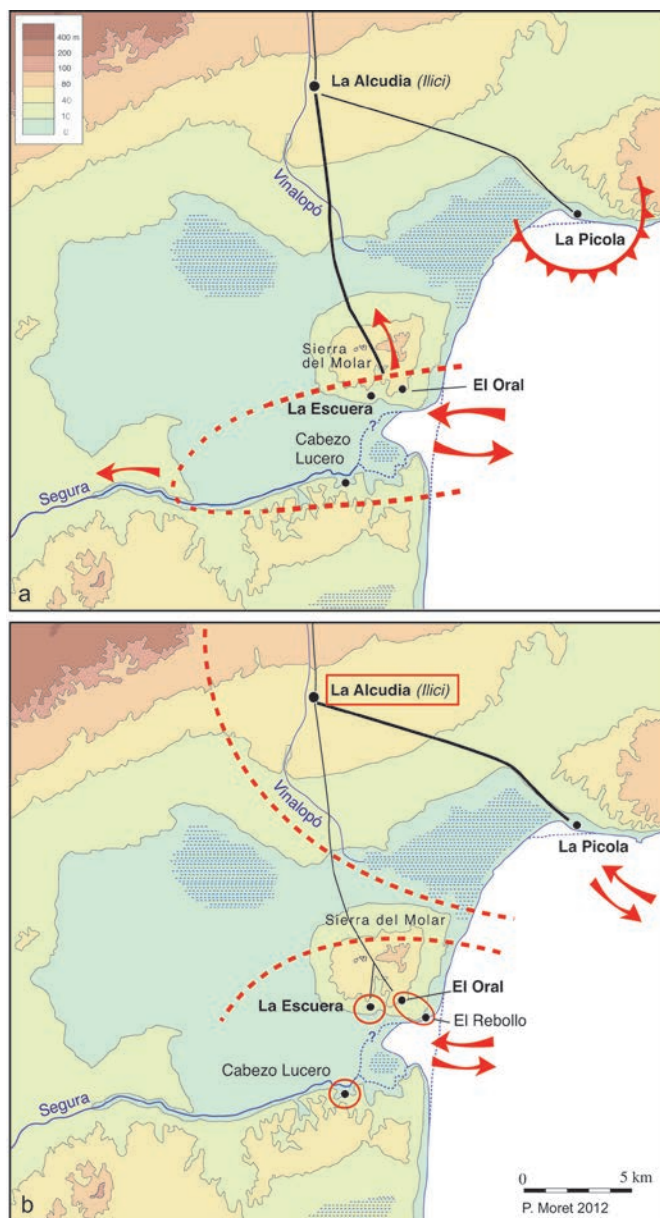 400 m
200
100
80
40
10
0
La Alcudia (Ilici)
Vinalopó
La Picola
Sierra
del Molar
El Oral
La Escuera
?
Cabezo
Lucero
Segura
a
La Alcudia (Ilici)
Vinalopó
La Picola
Sierra del Molar
El Oral
La Escuera
El Rebollo
?
Cabezo Lucero
Segura
0 5 km
b
P. Moret 2012